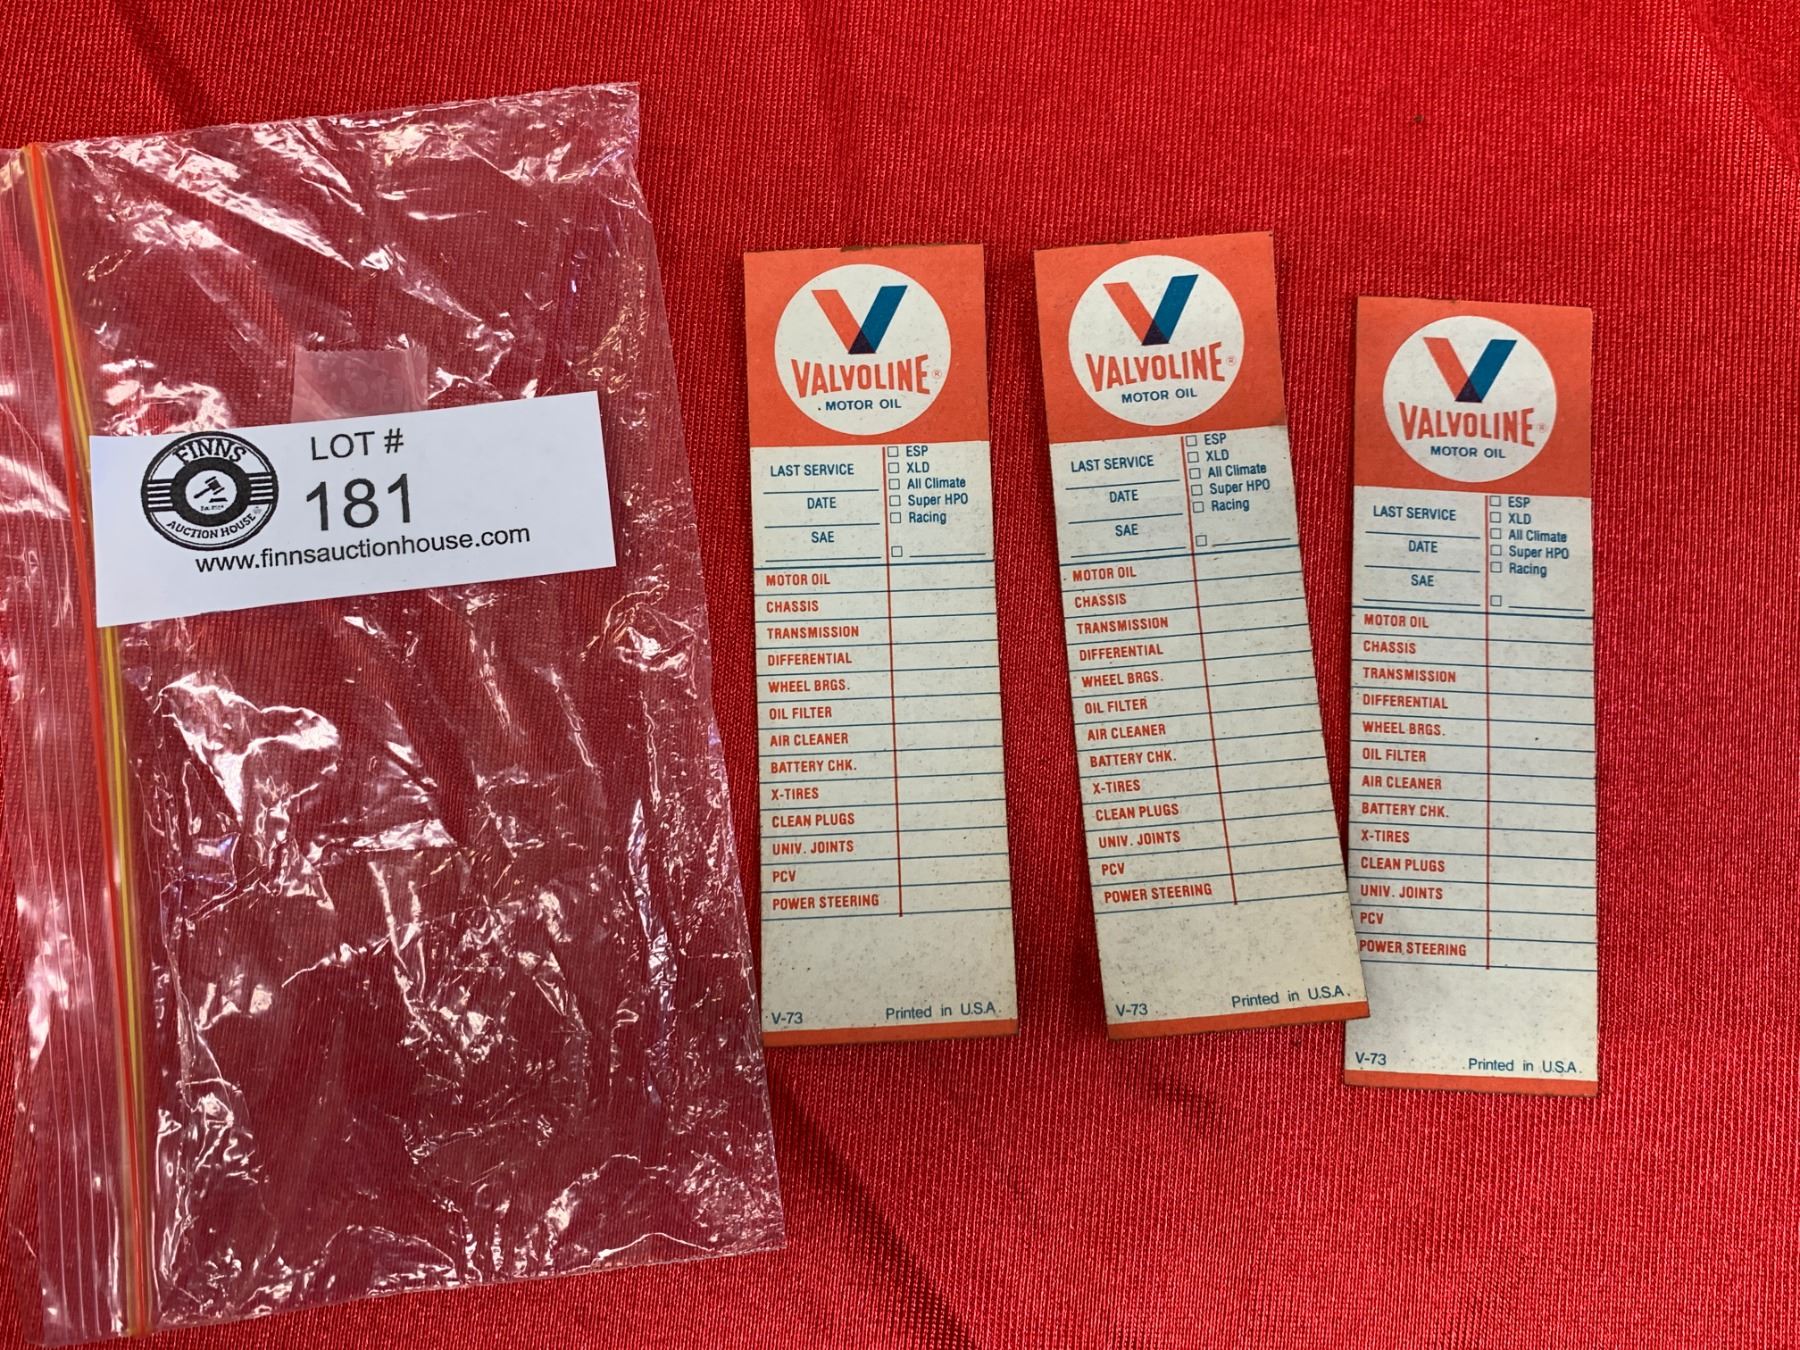 FINNS
EST. 2021
AUCTION HOUSE
LOT #
181
www.finnsauctionhouse.com
VALVOLINE®
MOTOR OIL
LAST SERVICE
DATE
SAE
ESP
XLD
All Climate
Super HPO
Racing
MOTOR OIL
CHASSIS
TRANSMISSION
DIFFERENTIAL
WHEEL BRGS.
OIL FILTER
AIR CLEANER
BATTERY CHK.
X-TIRES
CLEAN PLUGS
UNIV. JOINTS
PCV
POWER STEERING
V-73 Printed in U.S.A.
VALVOLINE®
MOTOR OIL
LAST SERVICE
DATE
SAE
ESP
XLD
All Climate
Super HPO
Racing
MOTOR OIL
CHASSIS
TRANSMISSION
DIFFERENTIAL
WHEEL BRGS.
OIL FILTER
AIR CLEANER
BATTERY CHK.
X-TIRES
CLEAN PLUGS
UNIV. JOINTS
PCV
POWER STEERING
V-73 Printed in U.S.A.
VALVOLINE®
MOTOR OIL
LAST SERVICE
DATE
SAE
ESP
XLD
All Climate
Super HPO
Racing
MOTOR OIL
CHASSIS
TRANSMISSION
DIFFERENTIAL
WHEEL BRGS.
OIL FILTER
AIR CLEANER
BATTERY CHK.
X-TIRES
CLEAN PLUGS
UNIV. JOINTS
PCV
POWER STEERING
V-73 Printed in U.S.A.